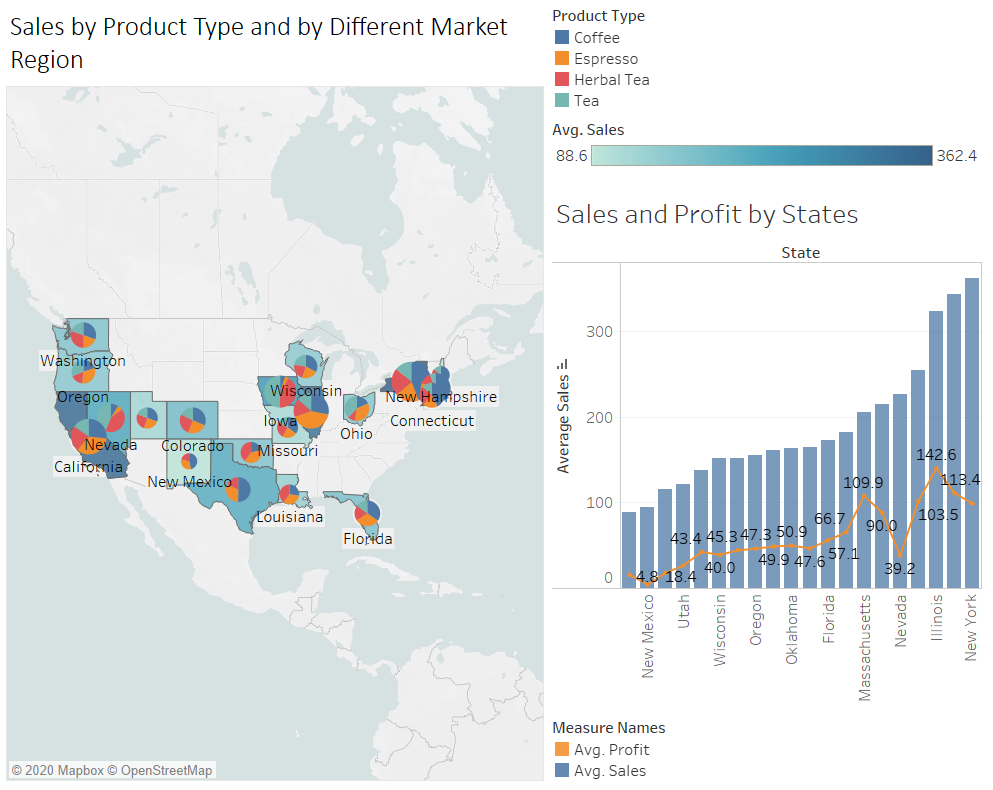 Sales by Product Type and by Different Market
Region
Washington
Oregon
Nevada
California
Colorado
New Mexico
Wisconsin
Iowa
Missouri
Ohio
New Hampshire
Connecticut
Louisiana
Florida
© 2020 Mapbox © OpenStreetMap
Product Type
Coffee
Espresso
Herbal Tea
Tea
Avg. Sales
88.6
362.4
Sales and Profit by States
State
Average Sales
300
200
100
0
4.8
18.4
43.4
45.3
40.0
47.3
49.9
50.9
47.6
66.7
57.1
109.9
90.0
39.2
103.5
142.6
113.4
New Mexico
Utah
Wisconsin
Oregon
Oklahoma
Florida
Massachusetts
Nevada
Illinois
New York
Measure Names
Avg. Profit
Avg. Sales